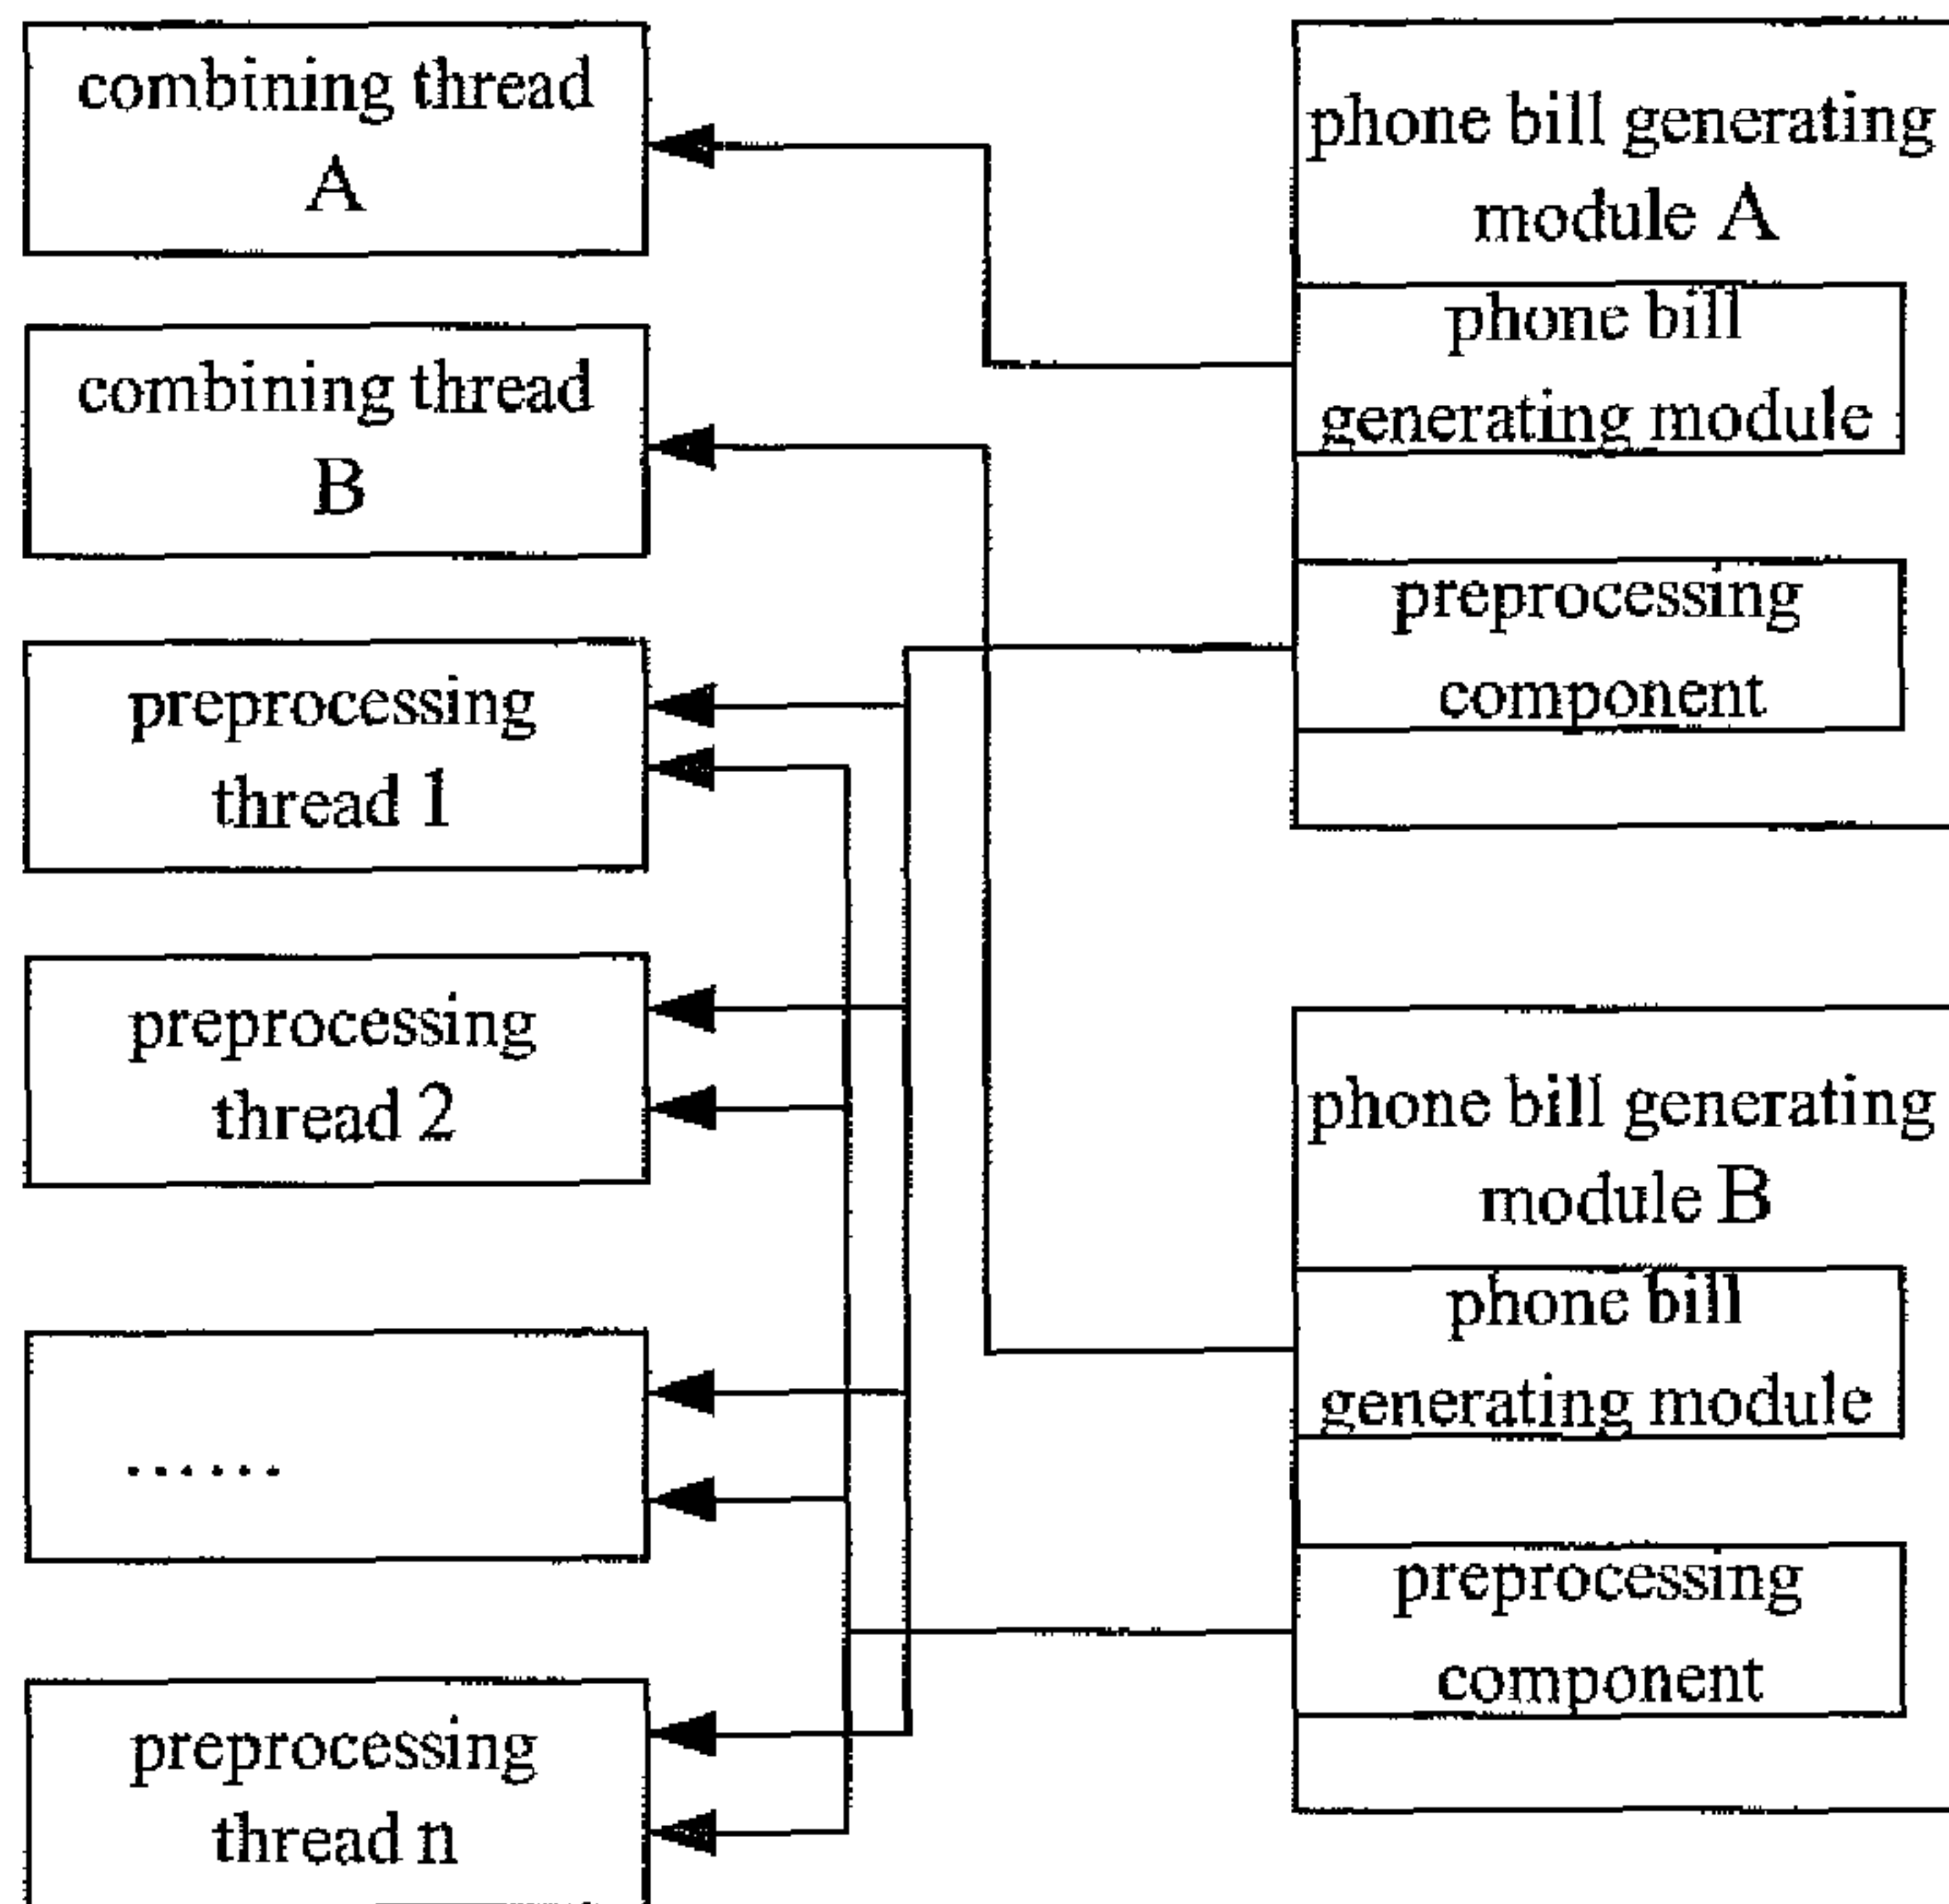 combining thread
A
combining thread
B
preprocessing
thread 1
preprocessing
thread 2
......
preprocessing
thread n
phone bill generating
module A
phone bill
generating module
preprocessing
component
phone bill generating
module B
phone bill
generating module
preprocessing
component